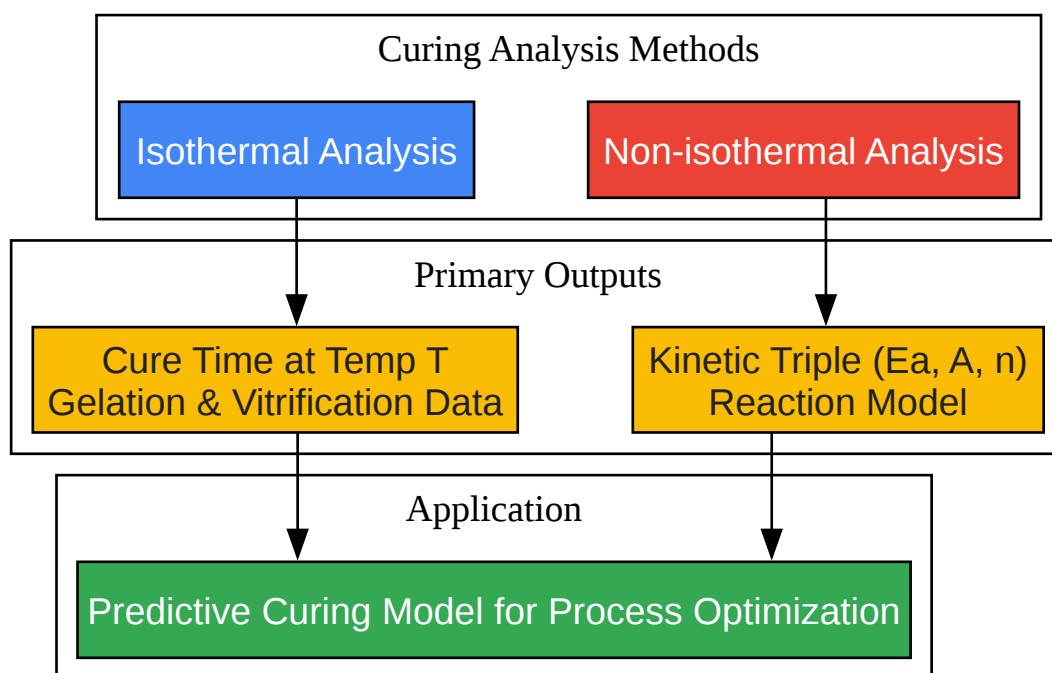 Curing Analysis Methods
Isothermal Analysis
Non-isothermal Analysis
Primary Outputs
Cure Time at Temp T
Gelation & Vitrification Data
Kinetic Triple (Ea, A, n)
Reaction Model
Application
Predictive Curing Model for Process Optimization